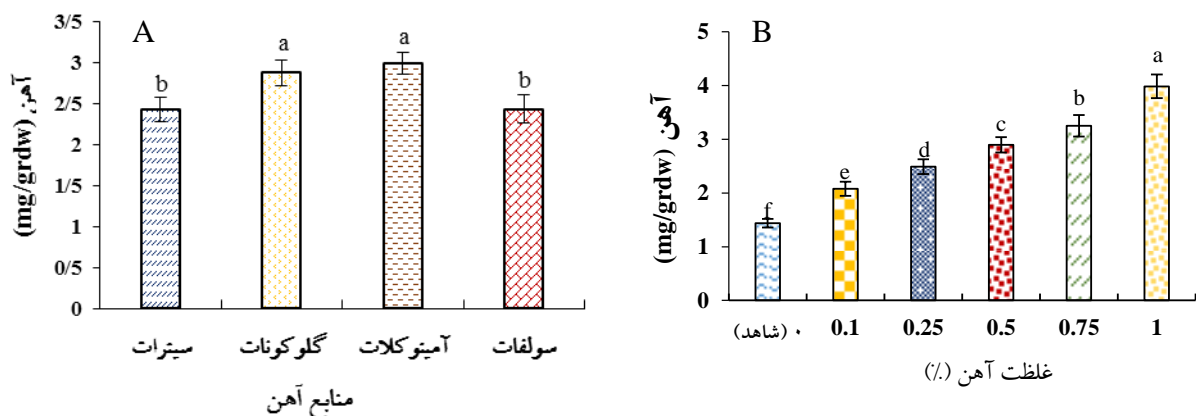 A
آهن (mg/grdw)
3/5
3
2/5
2
1/5
1
0/5
0
b
a
a
b
سیترات
گلوکونات
آمینوکلات
سولفات
منابع آهن
B
آهن (mg/grdw)
5
4
3
2
1
0
f
e
d
c
b
a
۰ (شاهد)
0.1
0.25
0.5
0.75
1
غلظت آهن (٪)